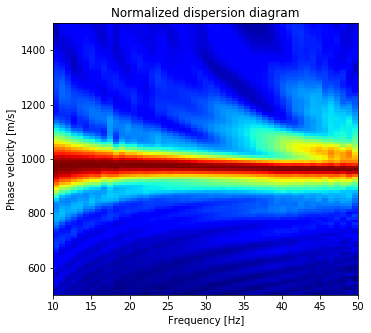 Normalized dispersion diagram
1400
1200
1000
800
600
Phase velocity [m/s]
10 15 20 25 30 35 40 45 50
Frequency [Hz]